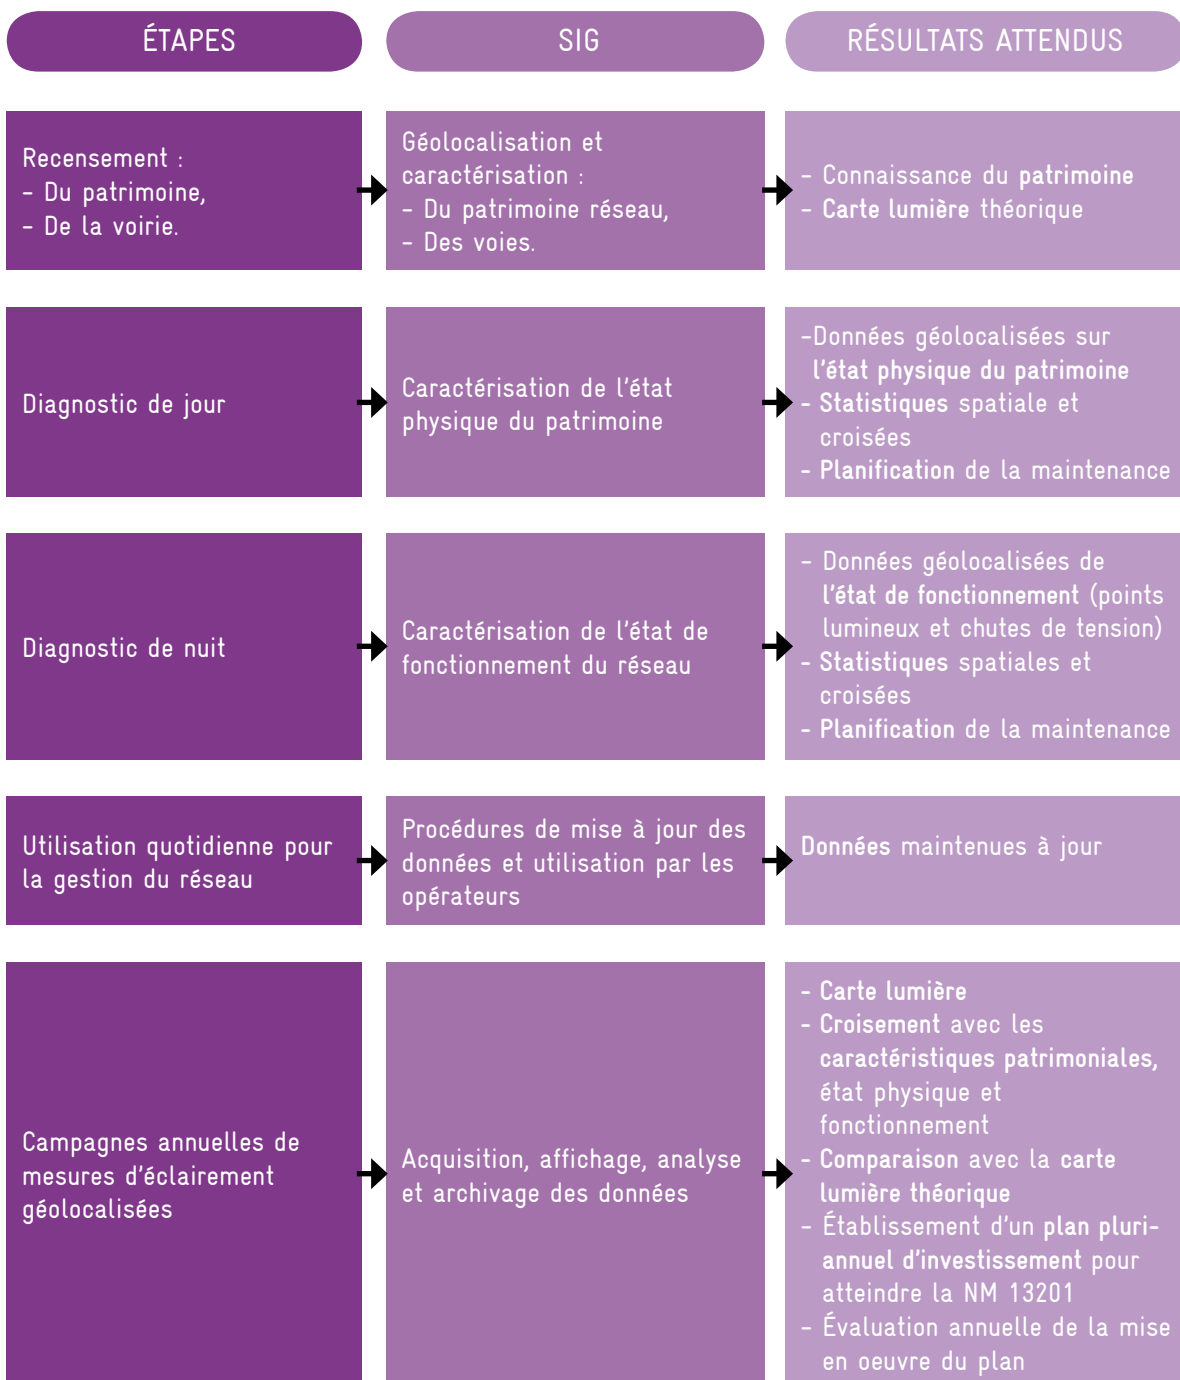 ÉTAPES
SIG
RÉSULTATS ATTENDUS
Recensement :
- Du patrimoine,
- De la voirie.
Géolocalisation et
caractérisation :
- Du patrimoine réseau,
- Des voies.
- Connaissance du patrimoine
- Carte lumière théorique
Diagnostic de jour
Caractérisation de l'état
physique du patrimoine
-Données géolocalisées sur
l'état physique du patrimoine
- Statistiques spatiale et
croisées
- Planification de la maintenance
Diagnostic de nuit
Caractérisation de l'état de
fonctionnement du réseau
- Données géolocalisées de
l'état de fonctionnement (points
lumineux et chutes de tension)
- Statistiques spatiales et
croisées
- Planification de la maintenance
Utilisation quotidienne pour
la gestion du réseau
Procédures de mise à jour des
données et utilisation par les
opérateurs
Données maintenues à jour
Campagnes annuelles de
mesures d'éclairement
géolocalisées
Acquisition, affichage, analyse
et archivage des données
- Carte lumière
- Croisement avec les
caractéristiques patrimoniales,
état physique et
fonctionnement
- Comparaison avec la carte
lumière théorique
- Établissement d'un plan pluri-
annuel d'investissement pour
atteindre la NM 13201
- Évaluation annuelle de la mise
en oeuvre du plan